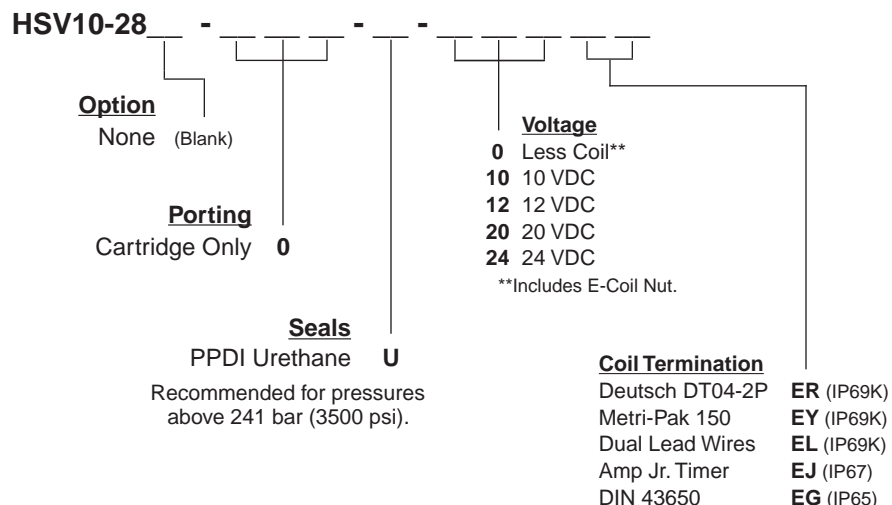 HSV10-28__ - __ __ __ - __ - __ __ __ __ __
Option
None (Blank)
Porting
Cartridge Only 0
Seals
PPDI Urethane U
Recommended for pressures
above 241 bar (3500 psi).
Voltage
0 Less Coil**
10 10 VDC
12 12 VDC
20 20 VDC
24 24 VDC
**Includes E-Coil Nut.
Coil Termination
Deutsch DT04-2P ER (IP69K)
Metri-Pak 150 EY (IP69K)
Dual Lead Wires EL (IP69K)
Amp Jr. Timer EJ (IP67)
DIN 43650 EG (IP65)